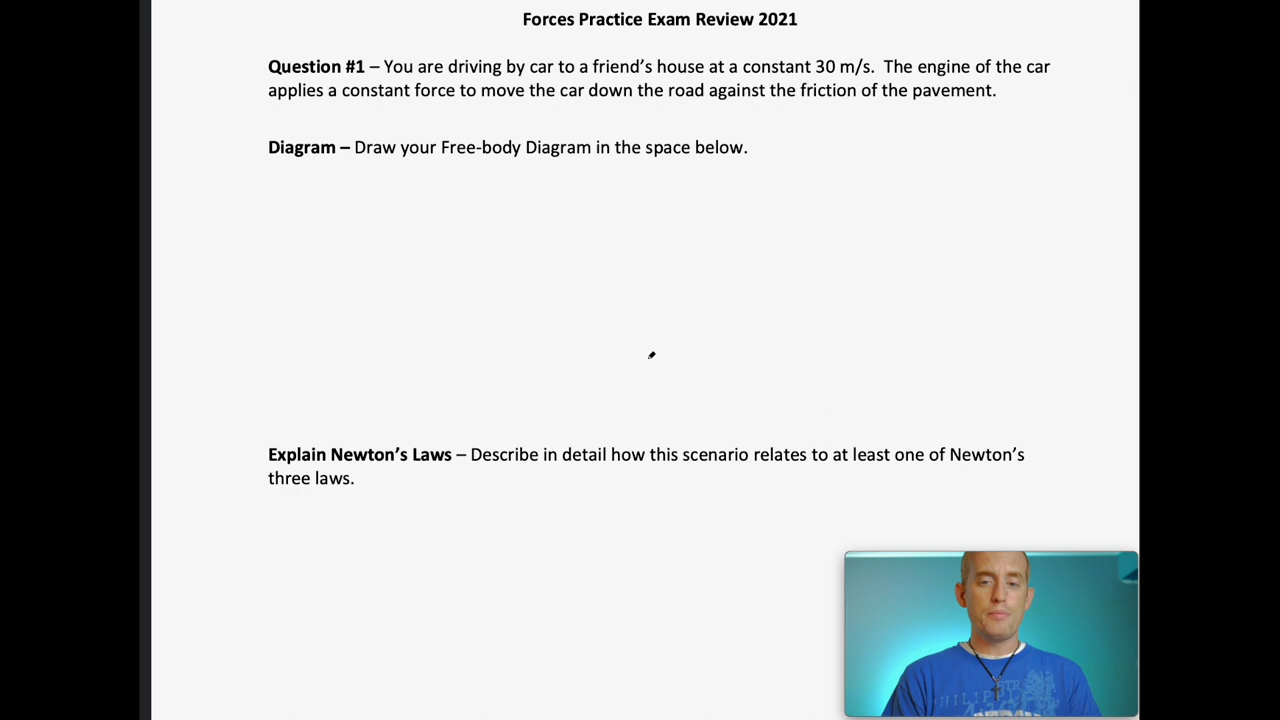 Forces Practice Exam Review 2021
Question #1 – You are driving by car to a friend’s house at a constant 30 m/s.  The engine of the car
applies a constant force to move the car down the road against the friction of the pavement.
Diagram – Draw your Free-body Diagram in the space below.
Explain Newton’s Laws – Describe in detail how this scenario relates to at least one of Newton’s
three laws.